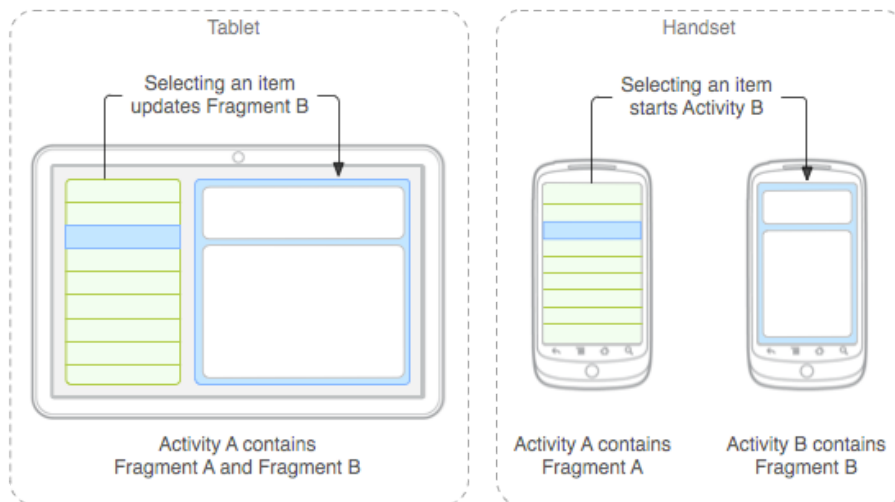 Tablet
Selecting an item
updates Fragment B
Activity A contains
Fragment A and Fragment B
Handset
Selecting an item
starts Activity B
Activity A contains
Fragment A
Activity B contains
Fragment B